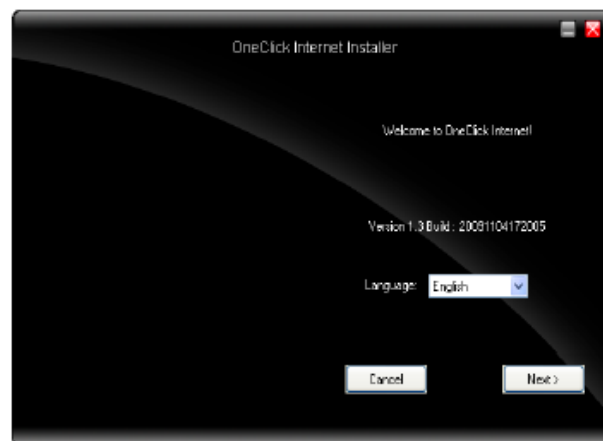 OneClick Internet Installer
Welcome to OneClick Internet!
Version 1.3 Build : 20091104172005
Language: English
Cancel Next >